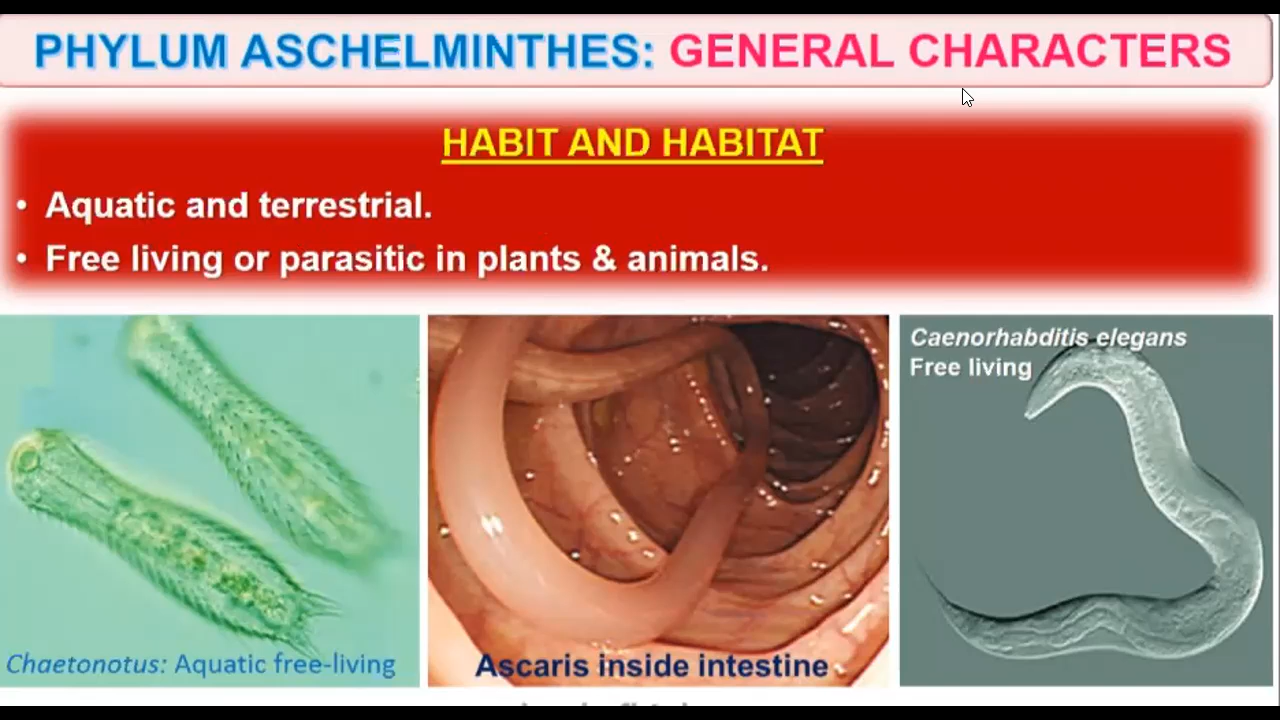 PHYLUM ASCHELMINTHES: GENERAL CHARACTERS
HABIT AND HABITAT
• Aquatic and terrestrial.
• Free living or parasitic in plants & animals.
Caenorhabditis elegans
Free living
Chaetonotus: Aquatic free-living
Ascaris inside intestine